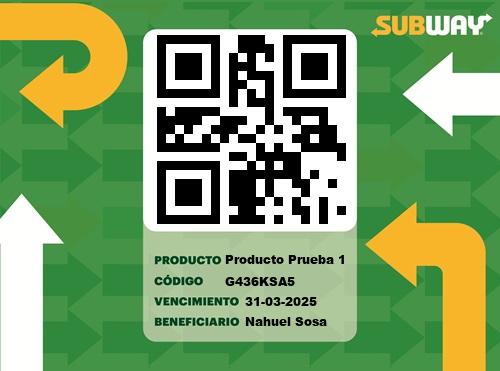 SUBWAY
PRODUCTO Producto Prueba 1
CÓDIGO G436KSA5
VENCIMIENTO 31-03-2025
BENEFICIARIO Nahuel Sosa